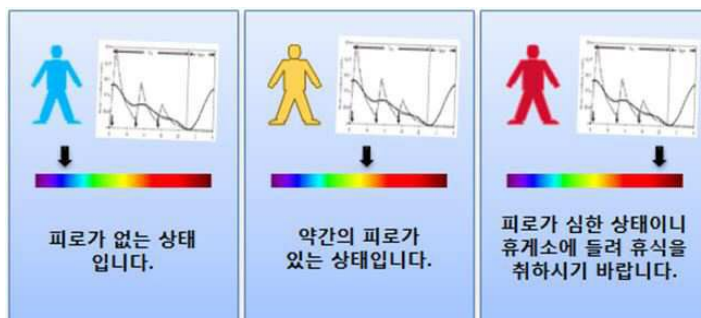 피로가 없는 상태
입니다.
약간의 피로가
있는 상태입니다.
피로가 심한 상태이니
휴게소에 들려 휴식을
취하시기 바랍니다.